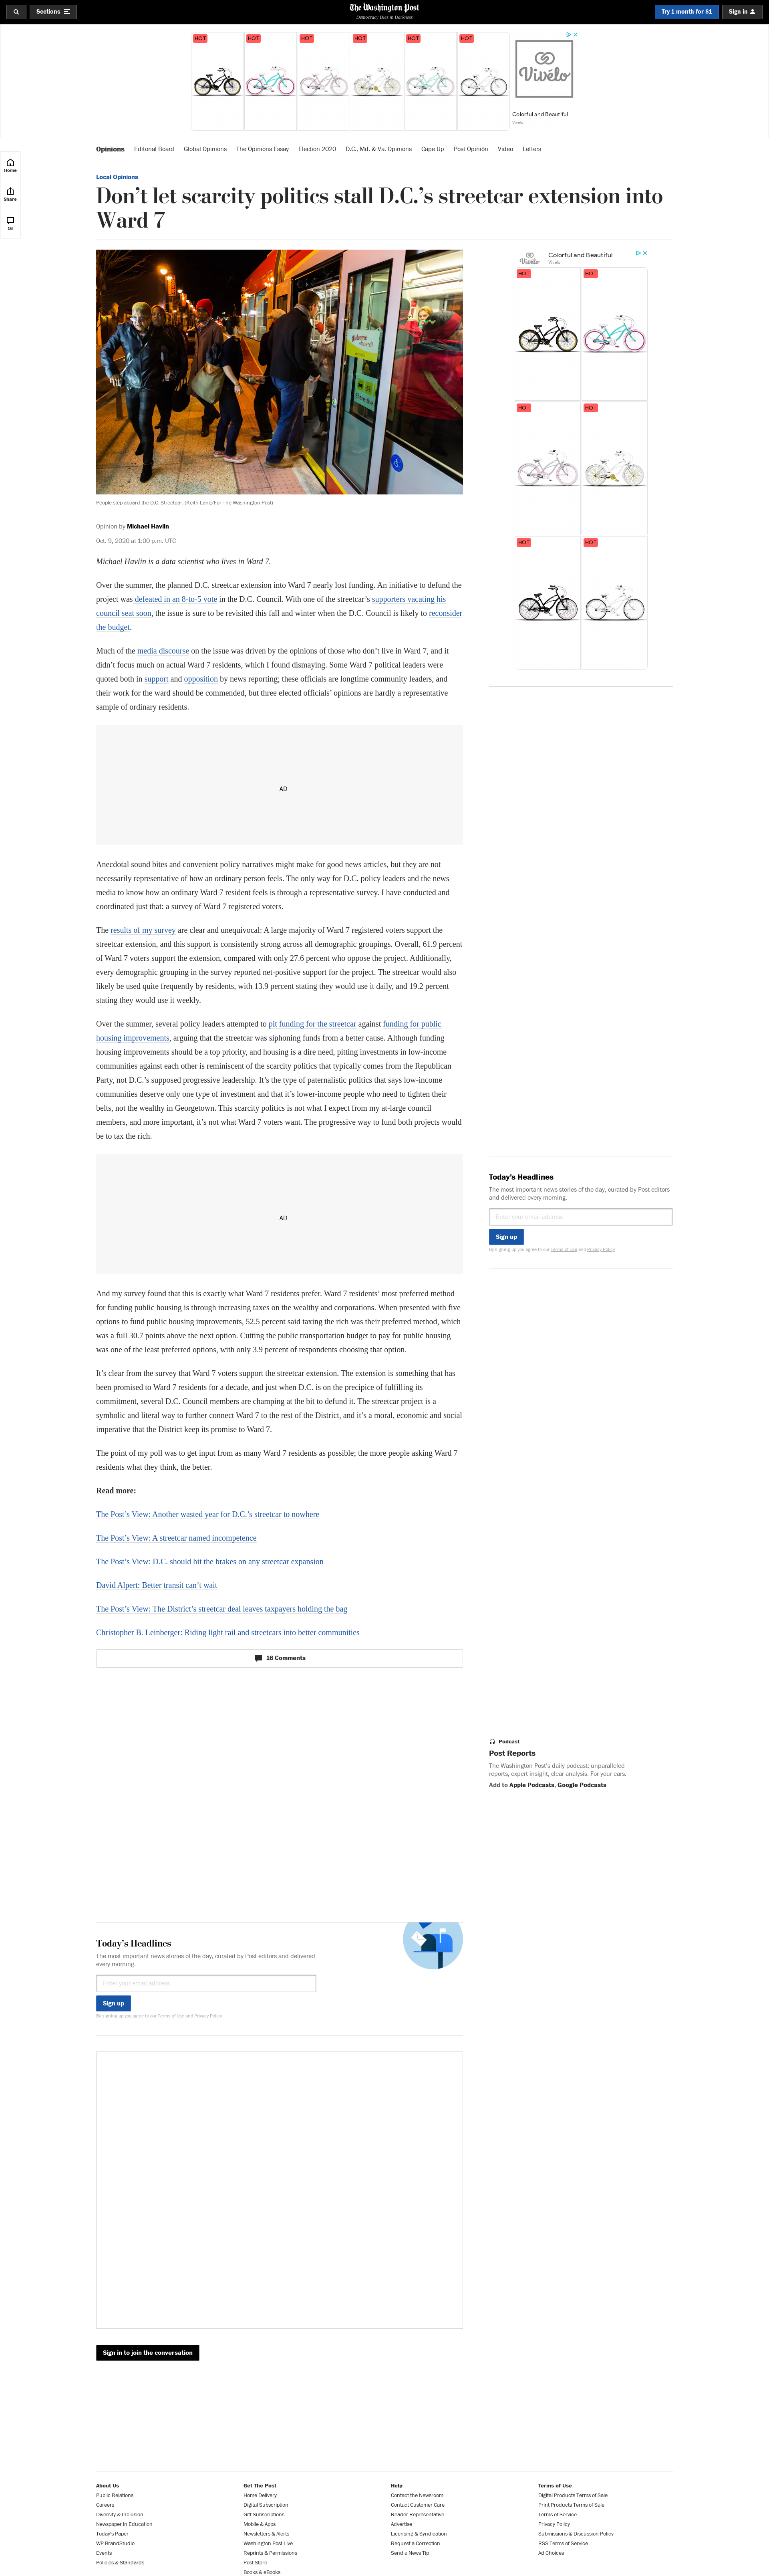 Sections
The Washington Post
Democracy Dies in Darkness
Try 1 month for $1
Sign in
HOT
HOT
HOT
HOT
HOT
HOT
Vivélo
Colorful and Beautiful
Vivelo
Home
Share
16
Opinions
Editorial Board
Global Opinions
The Opinions Essay
Election 2020
D.C., Md. & Va. Opinions
Cape Up
Post Opinión
Video
Letters
Local Opinions
Don’t let scarcity politics stall D.C.’s streetcar extension into
Ward 7
People step aboard the D.C. Streetcar. (Keith Lane/For The Washington Post)
Opinion by Michael Havlin
Oct. 9, 2020 at 1:00 p.m. UTC
Michael Havlin is a data scientist who lives in Ward 7.
Over the summer, the planned D.C. streetcar extension into Ward 7 nearly lost funding. An initiative to defund the
project was defeated in an 8-to-5 vote in the D.C. Council. With one of the streetcar’s supporters vacating his
council seat soon, the issue is sure to be revisited this fall and winter when the D.C. Council is likely to reconsider
the budget.
Much of the media discourse on the issue was driven by the opinions of those who don’t live in Ward 7, and it
didn’t focus much on actual Ward 7 residents, which I found dismaying. Some Ward 7 political leaders were
quoted both in support and opposition by news reporting; these officials are longtime community leaders, and
their work for the ward should be commended, but three elected officials’ opinions are hardly a representative
sample of ordinary residents.
AD
Anecdotal sound bites and convenient policy narratives might make for good news articles, but they are not
necessarily representative of how an ordinary person feels. The only way for D.C. policy leaders and the news
media to know how an ordinary Ward 7 resident feels is through a representative survey. I have conducted and
coordinated just that: a survey of Ward 7 registered voters.
The results of my survey are clear and unequivocal: A large majority of Ward 7 registered voters support the
streetcar extension, and this support is consistently strong across all demographic groupings. Overall, 61.9 percent
of Ward 7 voters support the extension, compared with only 27.6 percent who oppose the project. Additionally,
every demographic grouping in the survey reported net-positive support for the project. The streetcar would also
likely be used quite frequently by residents, with 13.9 percent stating they would use it daily, and 19.2 percent
stating they would use it weekly.
Over the summer, several policy leaders attempted to pit funding for the streetcar against funding for public
housing improvements, arguing that the streetcar was siphoning funds from a better cause. Although funding
housing improvements should be a top priority, and housing is a dire need, pitting investments in low-income
communities against each other is reminiscent of the scarcity politics that typically comes from the Republican
Party, not D.C.’s supposed progressive leadership. It’s the type of paternalistic politics that says low-income
communities deserve only one type of investment and that it’s lower-income people who need to tighten their
belts, not the wealthy in Georgetown. This scarcity politics is not what I expect from my at-large council
members, and more important, it’s not what Ward 7 voters want. The progressive way to fund both projects would
be to tax the rich.
AD
And my survey found that this is exactly what Ward 7 residents prefer. Ward 7 residents’ most preferred method
for funding public housing is through increasing taxes on the wealthy and corporations. When presented with five
options to fund public housing improvements, 52.5 percent said taxing the rich was their preferred method, which
was a full 30.7 points above the next option. Cutting the public transportation budget to pay for public housing
was one of the least preferred options, with only 3.9 percent of respondents choosing that option.
It’s clear from the survey that Ward 7 voters support the streetcar extension. The extension is something that has
been promised to Ward 7 residents for a decade, and just when D.C. is on the precipice of fulfilling its
commitment, several D.C. Council members are champing at the bit to defund it. The streetcar project is a
symbolic and literal way to further connect Ward 7 to the rest of the District, and it’s a moral, economic and social
imperative that the District keep its promise to Ward 7.
The point of my poll was to get input from as many Ward 7 residents as possible; the more people asking Ward 7
residents what they think, the better.
Read more:
The Post’s View: Another wasted year for D.C.’s streetcar to nowhere
The Post’s View: A streetcar named incompetence
The Post’s View: D.C. should hit the brakes on any streetcar expansion
David Alpert: Better transit can’t wait
The Post’s View: The District’s streetcar deal leaves taxpayers holding the bag
Christopher B. Leinberger: Riding light rail and streetcars into better communities
16 Comments
Vivélo
Colorful and Beautiful
Vivelo
HOT
HOT
HOT
HOT
HOT
HOT
Today’s Headlines
The most important news stories of the day, curated by Post editors
and delivered every morning.
Enter your email address
Sign up
By signing up you agree to our Terms of Use and Privacy Policy
Podcast
Post Reports
The Washington Post’s daily podcast: unparalleled
reports, expert insight, clear analysis. For your ears.
Add to Apple Podcasts, Google Podcasts
Today’s Headlines
The most important news stories of the day, curated by Post editors and delivered
every morning.
Enter your email address
Sign up
By signing up you agree to our Terms of Use and Privacy Policy
Sign in to join the conversation
About Us
Public Relations
Careers
Diversity & Inclusion
Newspaper in Education
Today's Paper
WP BrandStudio
Events
Policies & Standards
Get The Post
Home Delivery
Digital Subscription
Gift Subscriptions
Mobile & Apps
Newsletters & Alerts
Washington Post Live
Reprints & Permissions
Post Store
Books & eBooks
Help
Contact the Newsroom
Contact Customer Care
Reader Representative
Advertise
Licensing & Syndication
Request a Correction
Send a News Tip
Terms of Use
Digital Products Terms of Sale
Print Products Terms of Sale
Terms of Service
Privacy Policy
Submissions & Discussion Policy
RSS Terms of Service
Ad Choices